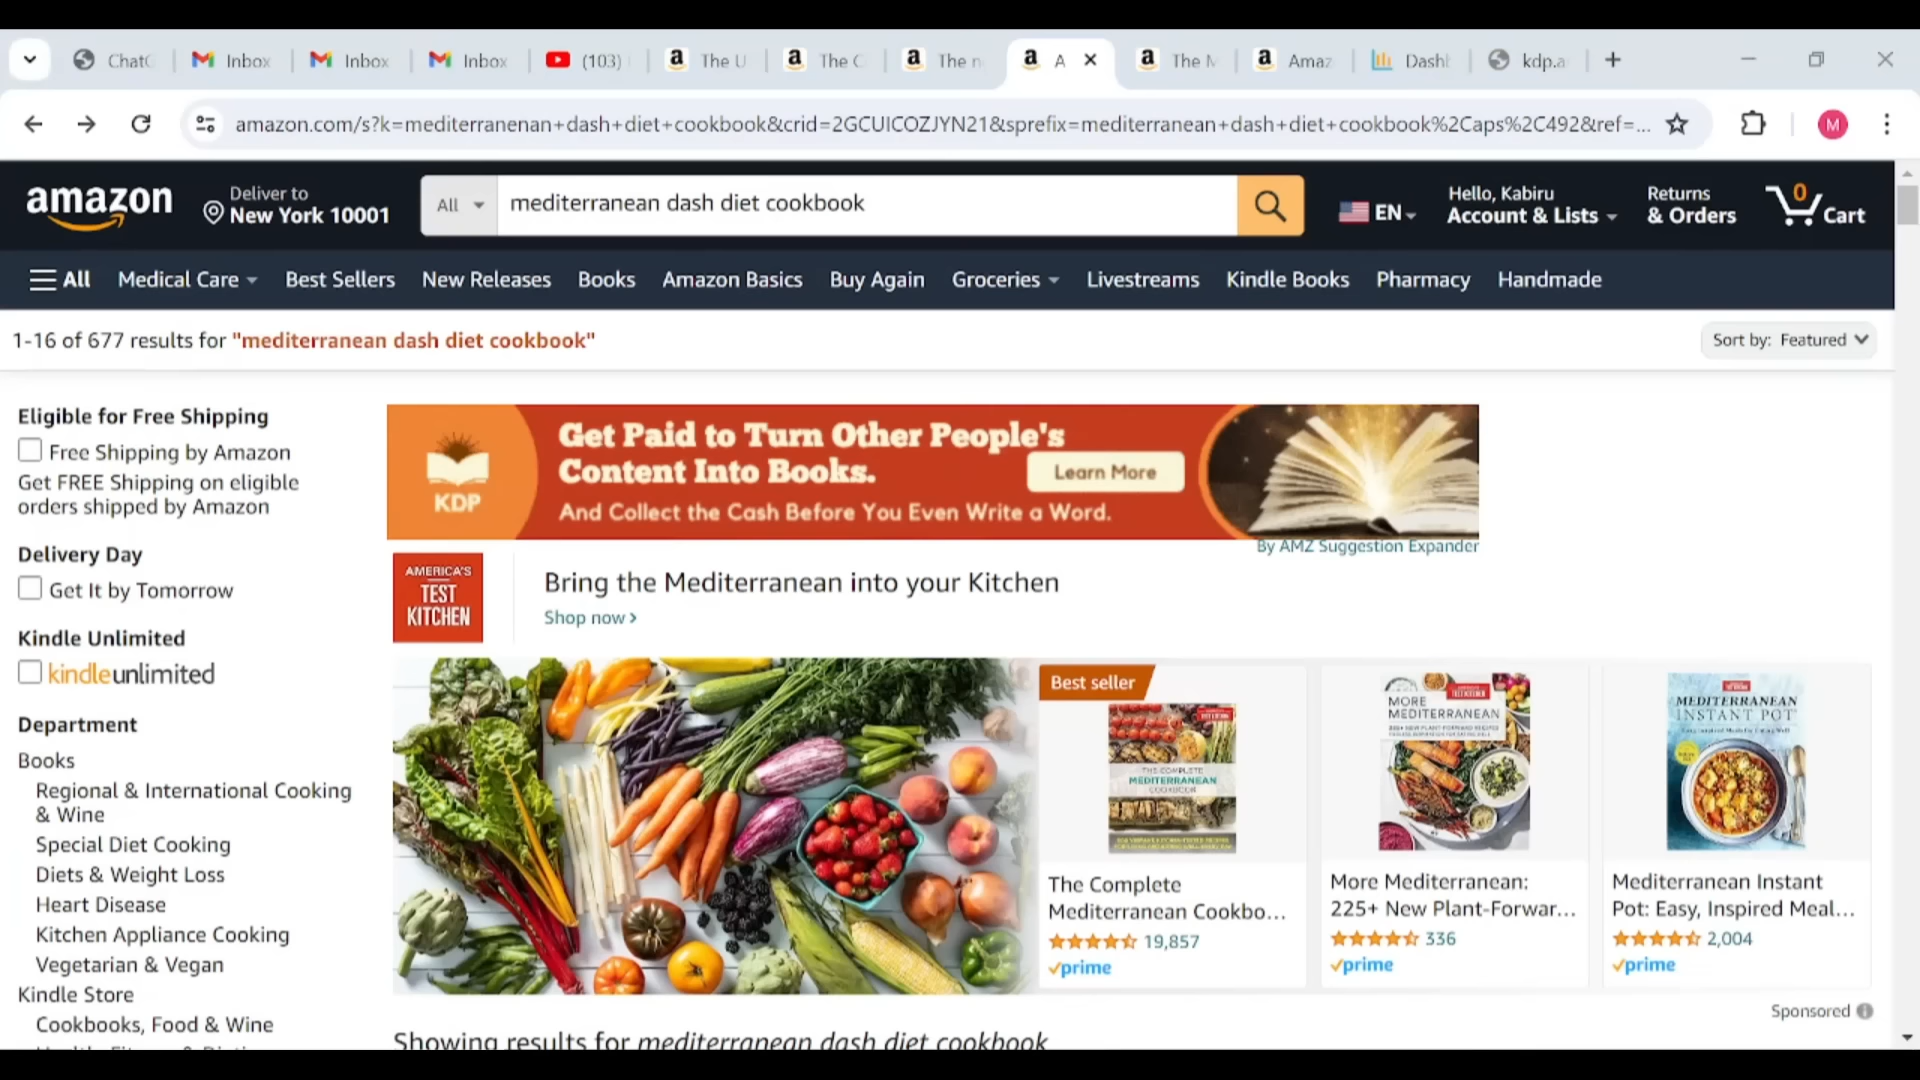 ChatG
Inbox
Inbox
Inbox
(103)
The U
The C
The n
A
The M
Amaz
Dash
kdp.a
amazon.com/s?k=mediterranenan+dash+diet+cookbook&crid=2GCUICOZJYN21&sprefix=mediterranean+dash+diet+cookbook%2Caps%2C492&ref=...
M
amazon
Deliver to
New York 10001
All
mediterranean dash diet cookbook
EN
Hello, Kabiru
Account & Lists
Returns
& Orders
0
Cart
All
Medical Care
Best Sellers
New Releases
Books
Amazon Basics
Buy Again
Groceries
Livestreams
Kindle Books
Pharmacy
Handmade
1-16 of 677 results for "mediterranean dash diet cookbook"
Sort by: Featured
Eligible for Free Shipping
Free Shipping by Amazon
Get FREE Shipping on eligible
orders shipped by Amazon
Delivery Day
Get It by Tomorrow
Kindle Unlimited
kindleunlimited
Department
Books
Regional & International Cooking
& Wine
Special Diet Cooking
Diets & Weight Loss
Heart Disease
Kitchen Appliance Cooking
Vegetarian & Vegan
Kindle Store
Cookbooks, Food & Wine
KDP
Get Paid to Turn Other People's
Content Into Books.
Learn More
And Collect the Cash Before You Even Write a Word.
By AMZ Suggestion Expander
AMERICA'S
TEST
KITCHEN
Bring the Mediterranean into your Kitchen
Shop now
Best seller
THE COMPLETE
MEDITERRANEAN
COOKBOOK
The Complete
Mediterranean Cookbo...
19,857
prime
MORE
MEDITERRANEAN
More Mediterranean:
225+ New Plant-Forwar...
336
prime
MEDITERRANEAN
INSTANT POT
Mediterranean Instant
Pot: Easy, Inspired Meal...
2,004
prime
Sponsored
Showing results for mediterranean dash diet cookbook